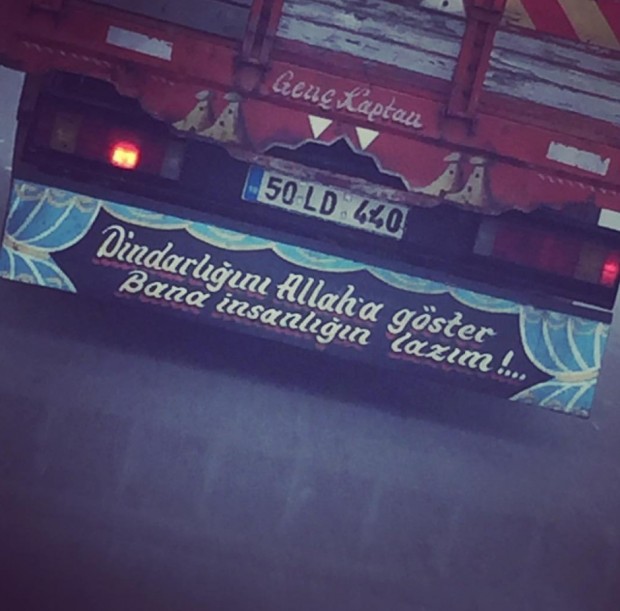 Genç Kaptan
50 LD 440
Dindarlığını Allah'a göster
Bana insanlığın lazım!...